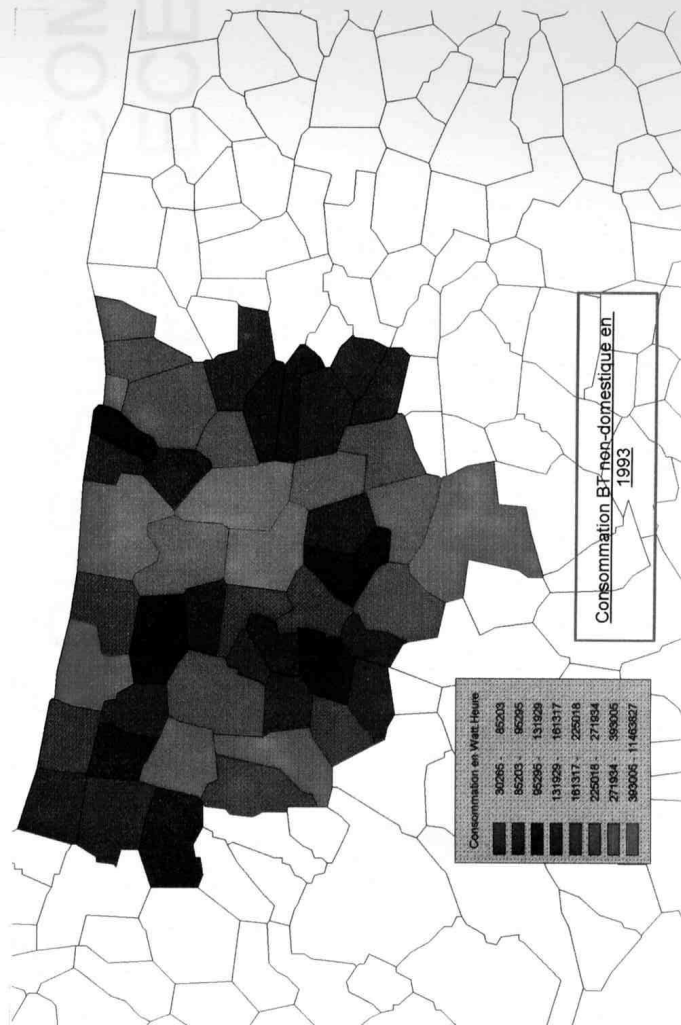 Consommation BT non-domestique en
1993
Consommation en Watt Heure
30265 - 85203
85203 - 95295
95295 - 131929
131929 - 161317
161317 - 225018
225018 - 271934
271934 - 393005
393005 - 11463827